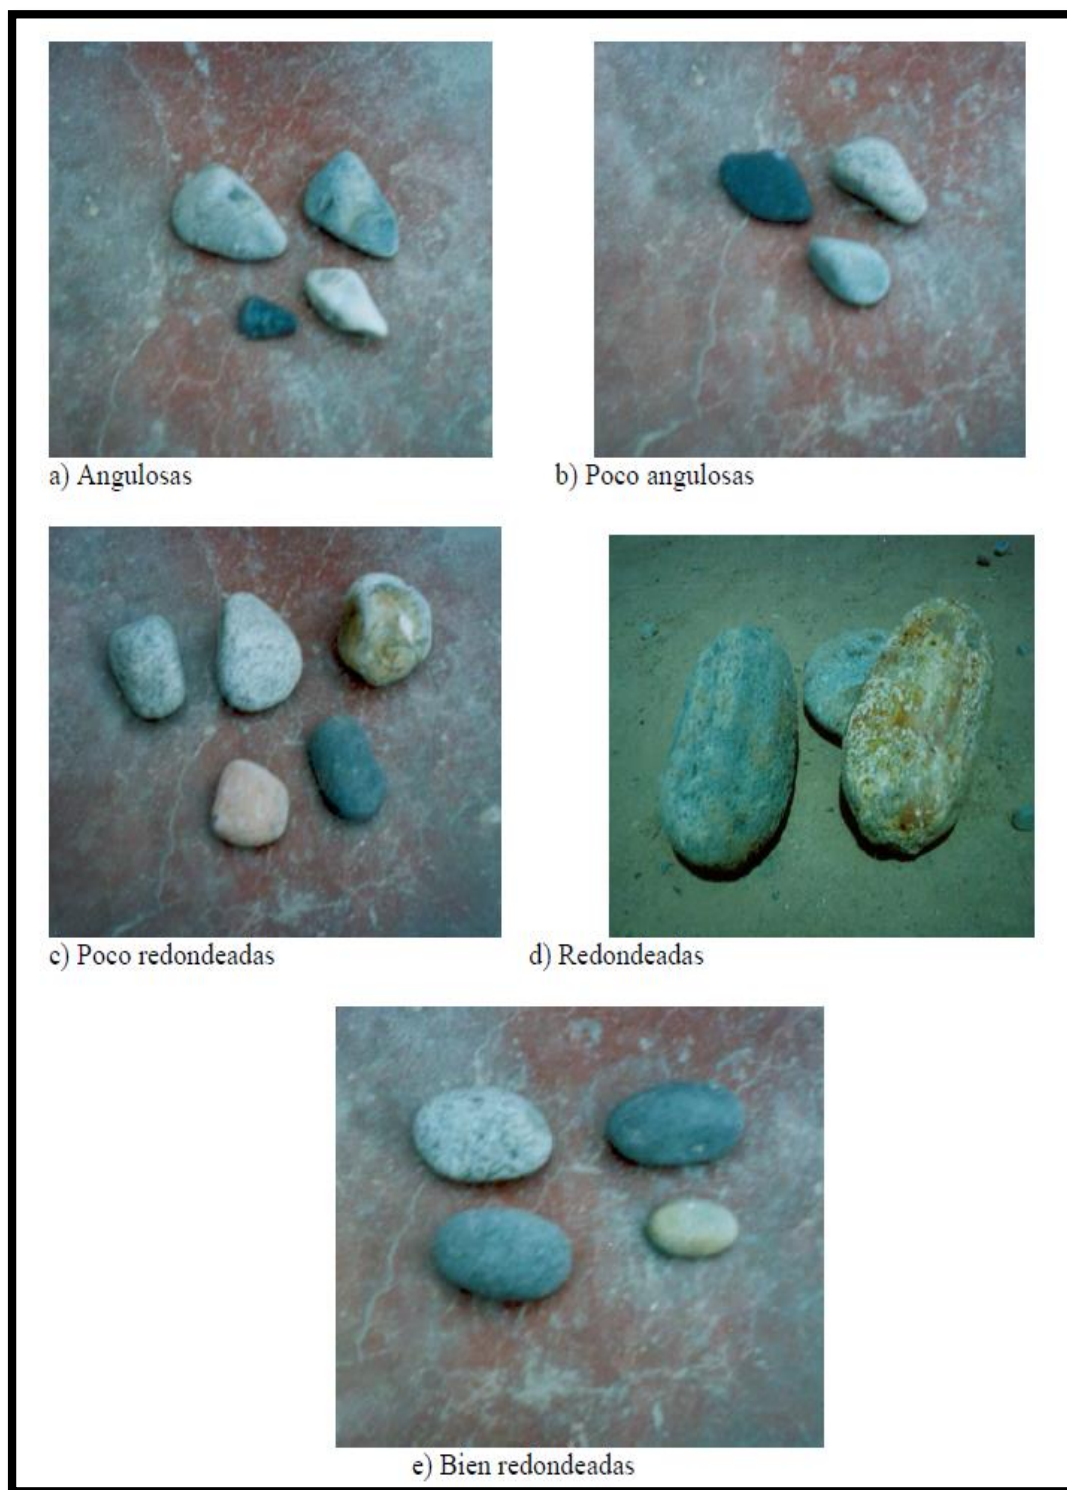 a) Angulosas
b) Poco angulosas
c) Poco redondeadas
d) Redondeadas
e) Bien redondeadas